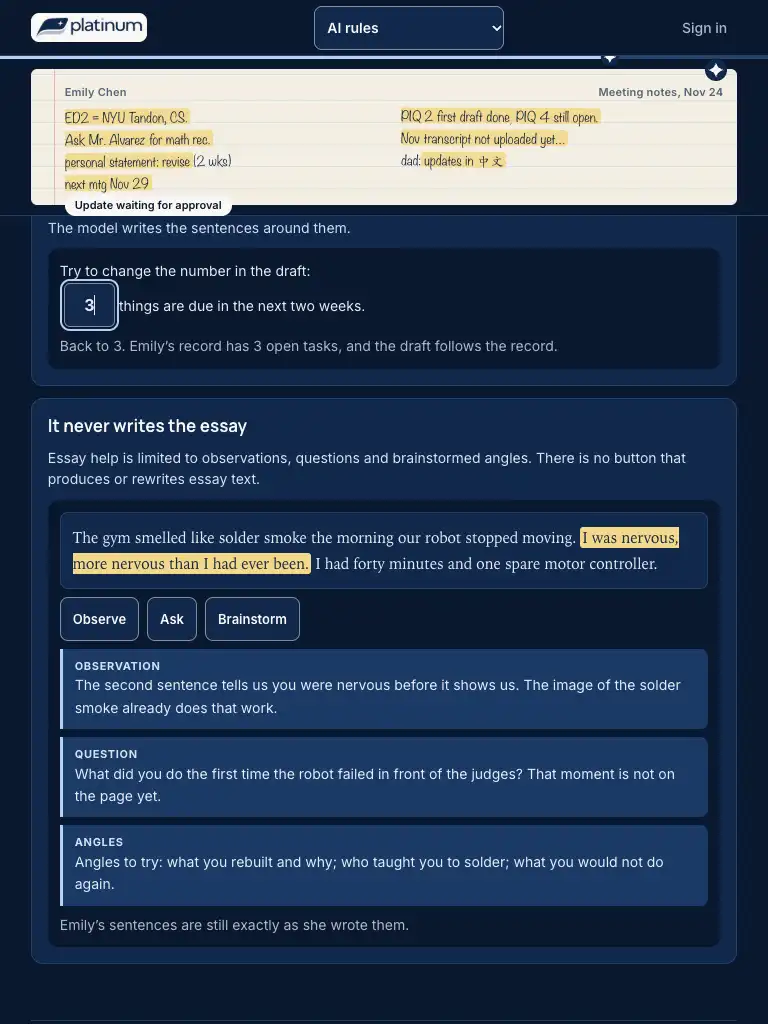 platinum
AI rules
Sign in
Emily Chen
Meeting notes, Nov 24
ED2 = NYU Tandon, CS.
Ask Mr. Alvarez for math rec.
personal statement: revise (2 wks)
next mtg Nov 29
PIQ 2 first draft done, PIQ 4 still open.
Nov transcript not uploaded yet...
dad: updates in 中文
Update waiting for approval
The model writes the sentences around them.
Try to change the number in the draft:
3 things are due in the next two weeks.
Back to 3. Emily’s record has 3 open tasks, and the draft follows the record.
It never writes the essay
Essay help is limited to observations, questions and brainstormed angles. There is no button that
produces or rewrites essay text.
The gym smelled like solder smoke the morning our robot stopped moving. I was nervous,
more nervous than I had ever been. I had forty minutes and one spare motor controller.
Observe
Ask
Brainstorm
OBSERVATION
The second sentence tells us you were nervous before it shows us. The image of the solder
smoke already does that work.
QUESTION
What did you do the first time the robot failed in front of the judges? That moment is not on
the page yet.
ANGLES
Angles to try: what you rebuilt and why; who taught you to solder; what you would not do
again.
Emily’s sentences are still exactly as she wrote them.